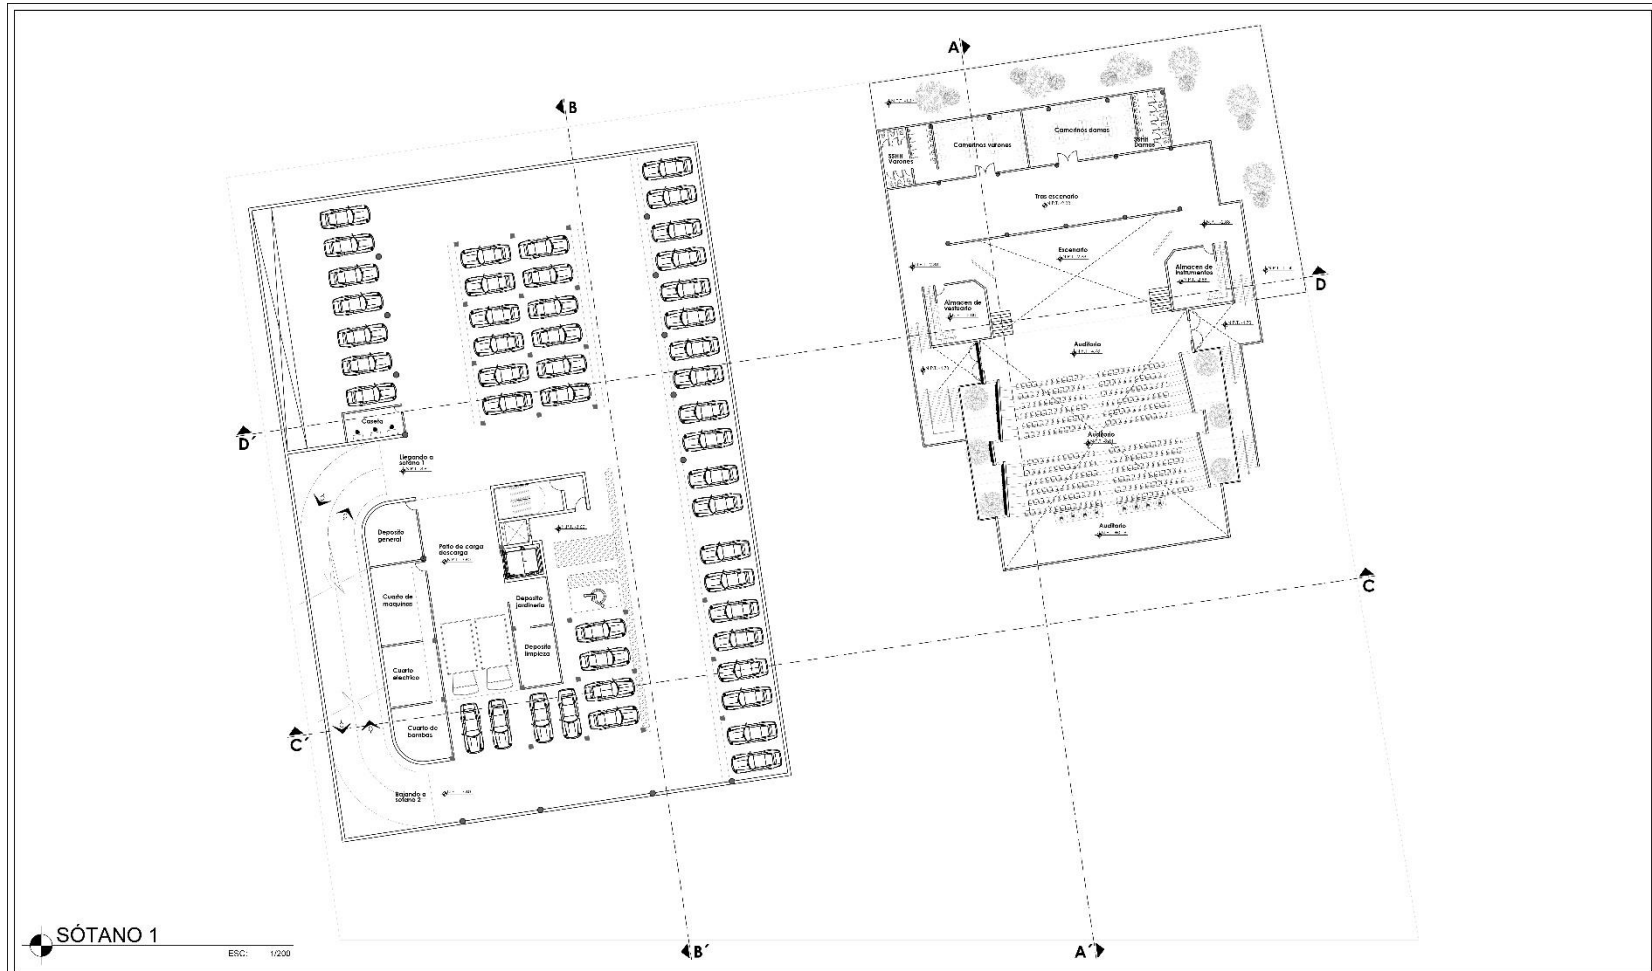 A
B
SSHH
Varones
Camerinos varones
Camerinos damas
SSHH
Damas
Tras escenario
Escenario
Almacen de
instrumentos
Almacen de
vestuario
D
Auditorio
Auditorio
Auditorio
Caseta
D´
Llegando a
sotano 1
Deposito
general
Patio de carga
descarga
Cuarto de
maquinas
Deposito
jardineria
Deposito
limpieza
Cuarto
electrico
Cuarto de
bombas
C
C´
Bajando a
sotano 2
SÓTANO 1
ESC: 1/200
B´
A´